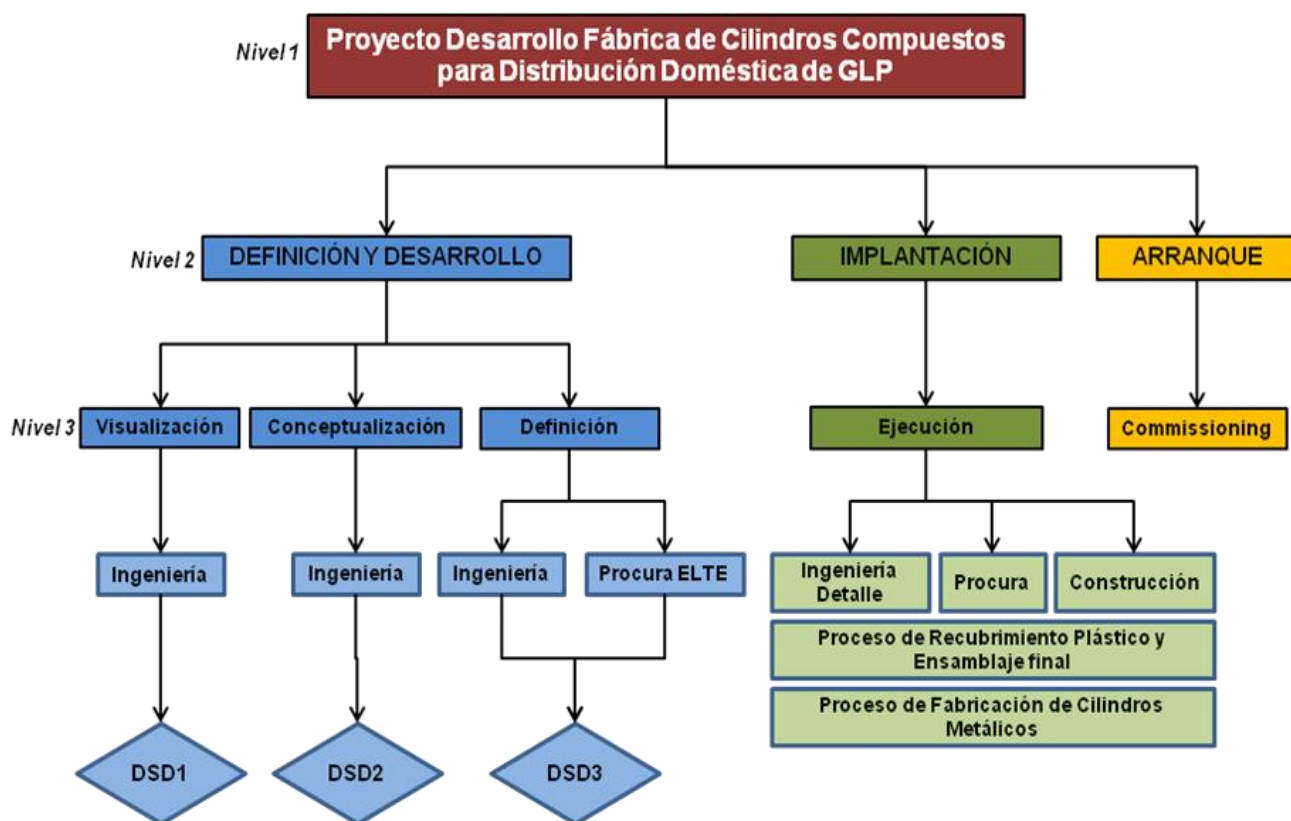 Nivel 1
Proyecto Desarrollo Fábrica de Cilindros Compuestos
para Distribución Doméstica de GLP
Nivel 2
DEFINICIÓN Y DESARROLLO
IMPLANTACIÓN
ARRANQUE
Nivel 3
Visualización
Conceptualización
Definición
Ejecución
Commissioning
Ingeniería
Ingeniería
Ingeniería
Procura ELTE
Ingeniería
Detalle
Procura
Construcción
Proceso de Recubrimiento Plástico y
Ensamblaje final
Proceso de Fabricación de Cilindros
Metálicos
DSD1
DSD2
DSD3